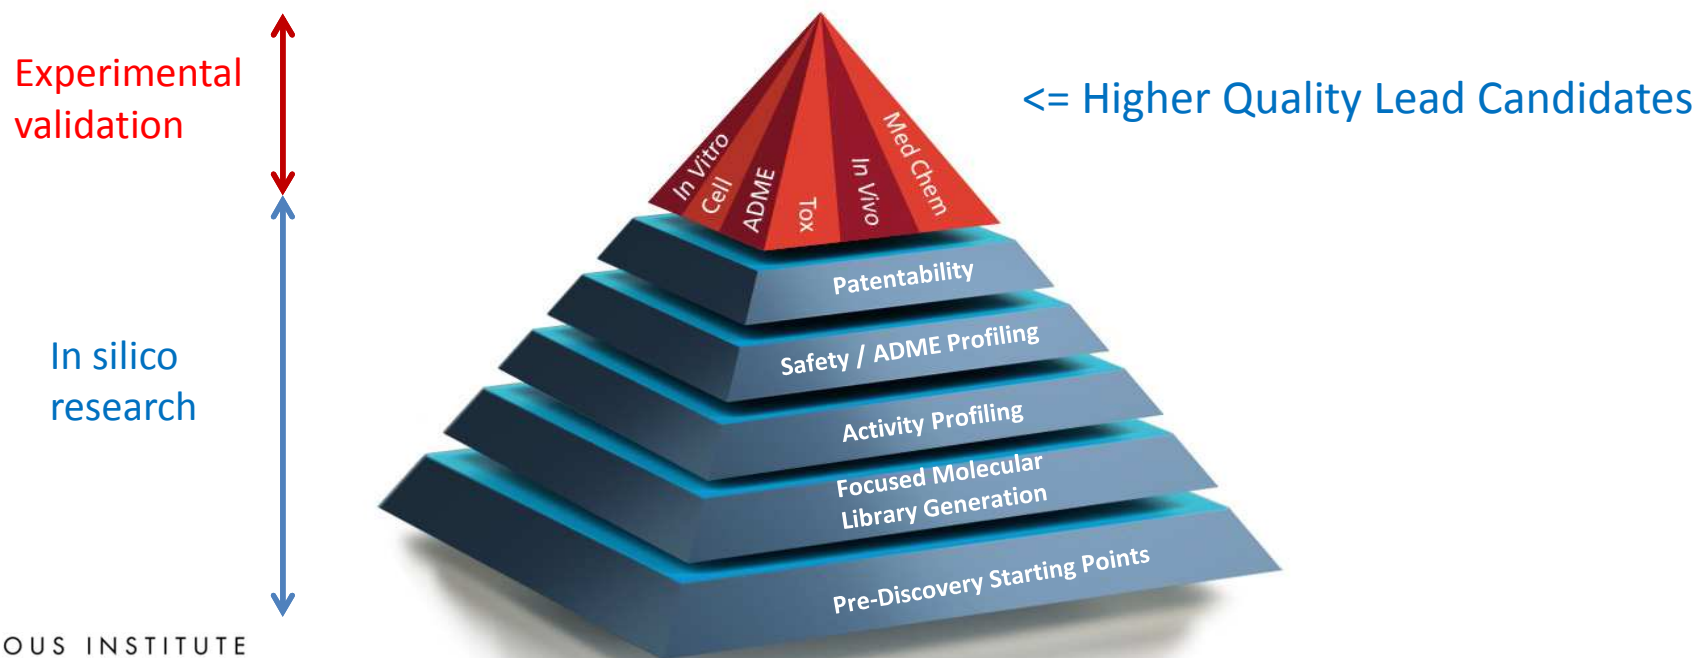 Experimental
validation
<= Higher Quality Lead Candidates
In Vitro
Cell
ADME
Tox
In Vivo
Med Chem
Patentability
Safety / ADME Profiling
In silico
research
Activity Profiling
Focused Molecular
Library Generation
Pre-Discovery Starting Points
OUS INSTITUTE